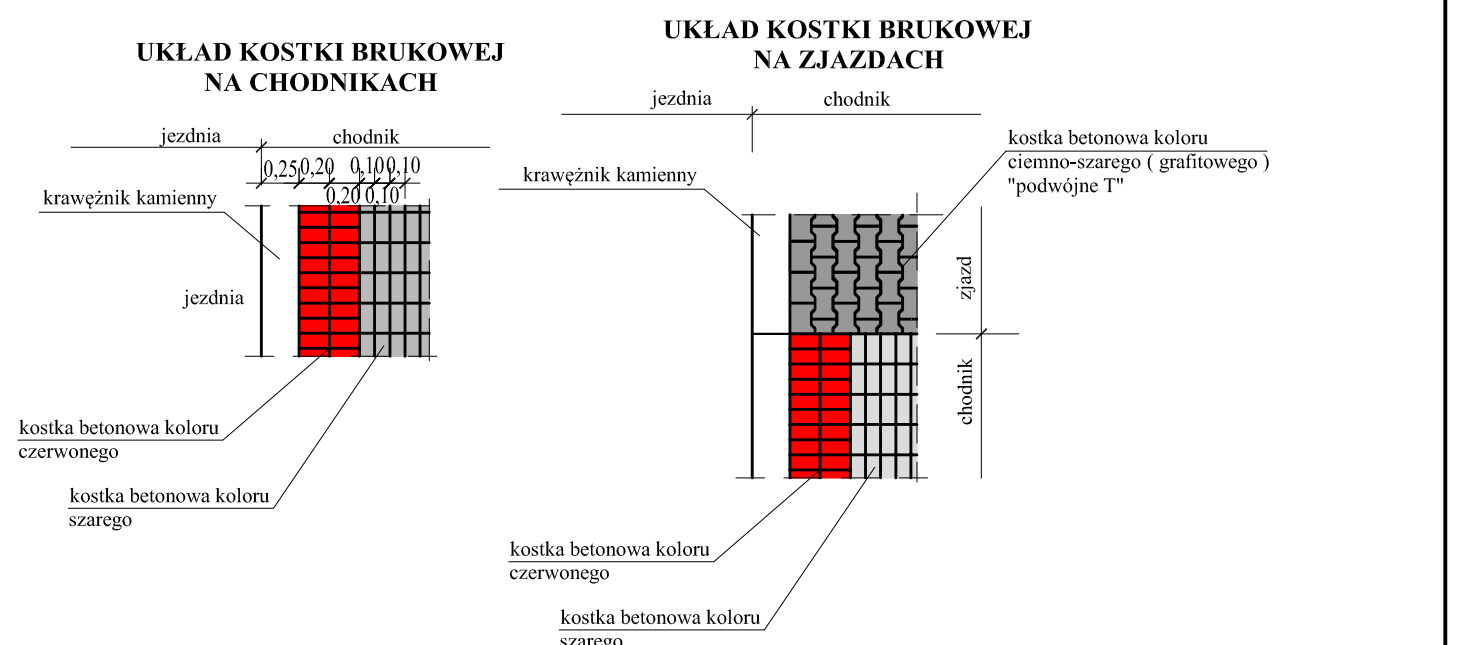 UKŁAD KOSTKI BRUKOWEJ
NA CHODNIKACH
jezdnia
chodnik
0,25
0,20
0,10
0,10
0,20
0,10
krawężnik kamienny
jezdnia
kostka betonowa koloru
czerwonego
kostka betonowa koloru
szarego
UKŁAD KOSTKI BRUKOWEJ
NA ZJAZDACH
jezdnia
chodnik
krawężnik kamienny
kostka betonowa koloru
ciemno-szarego ( grafitowego )
"podwójne T"
zjazd
chodnik
kostka betonowa koloru
czerwonego
kostka betonowa koloru
szarego